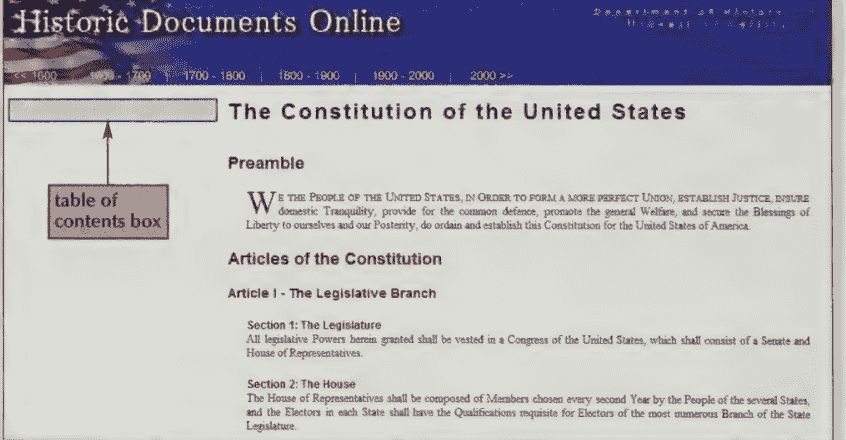 Historic Documents Online
Department of History
<< 1600 1600 - 1700 | 1700 - 1800 | 1800 - 1900 | 1900 - 2000 | 2000 >>
The Constitution of the United States
table of
contents box
Preamble
WE THE PEOPLE OF THE UNITED STATES, IN ORDER TO FORM A MORE PERFECT UNION, ESTABLISH JUSTICE, INSURE
domestic Tranquility, provide for the common defence, promote the general Welfare, and secure the Blessings of
Liberty to ourselves and our Posterity, do ordain and establish this Constitution for the United States of America.
Articles of the Constitution
Article I - The Legislative Branch
Section 1: The Legislature
All legislative Powers herein granted shall be vested in a Congress of the United States, which shall consist of a Senate and
House of Representatives.
Section 2: The House
The House of Representatives shall be composed of Members chosen every second Year by the People of the several States,
and the Electors in each State shall have the Qualifications requisite for Electors of the most numerous Branch of the State
Legislature.